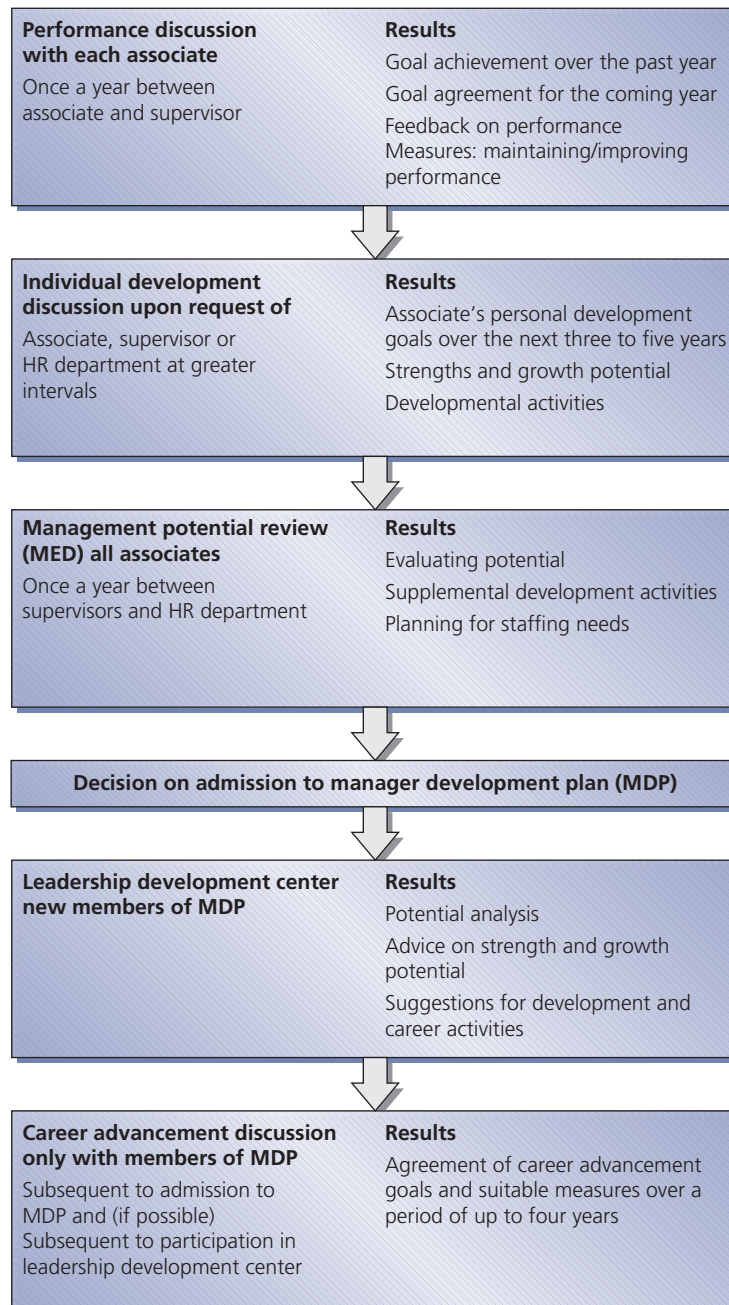 Performance discussion
with each associate
Once a year between
associate and supervisor
Results
Goal achievement over the past year
Goal agreement for the coming year
Feedback on performance
Measures: maintaining/improving
performance
Individual development
discussion upon request of
Associate, supervisor or
HR department at greater
intervals
Results
Associate's personal development
goals over the next three to five years
Strengths and growth potential
Developmental activities
Management potential review
(MED) all associates
Once a year between
supervisors and HR department
Results
Evaluating potential
Supplemental development activities
Planning for staffing needs
Decision on admission to manager development plan (MDP)
Leadership development center
new members of MDP
Results
Potential analysis
Advice on strength and growth
potential
Suggestions for development and
career activities
Career advancement discussion
only with members of MDP
Subsequent to admission to
MDP and (if possible)
Subsequent to participation in
leadership development center
Results
Agreement of career advancement
goals and suitable measures over a
period of up to four years